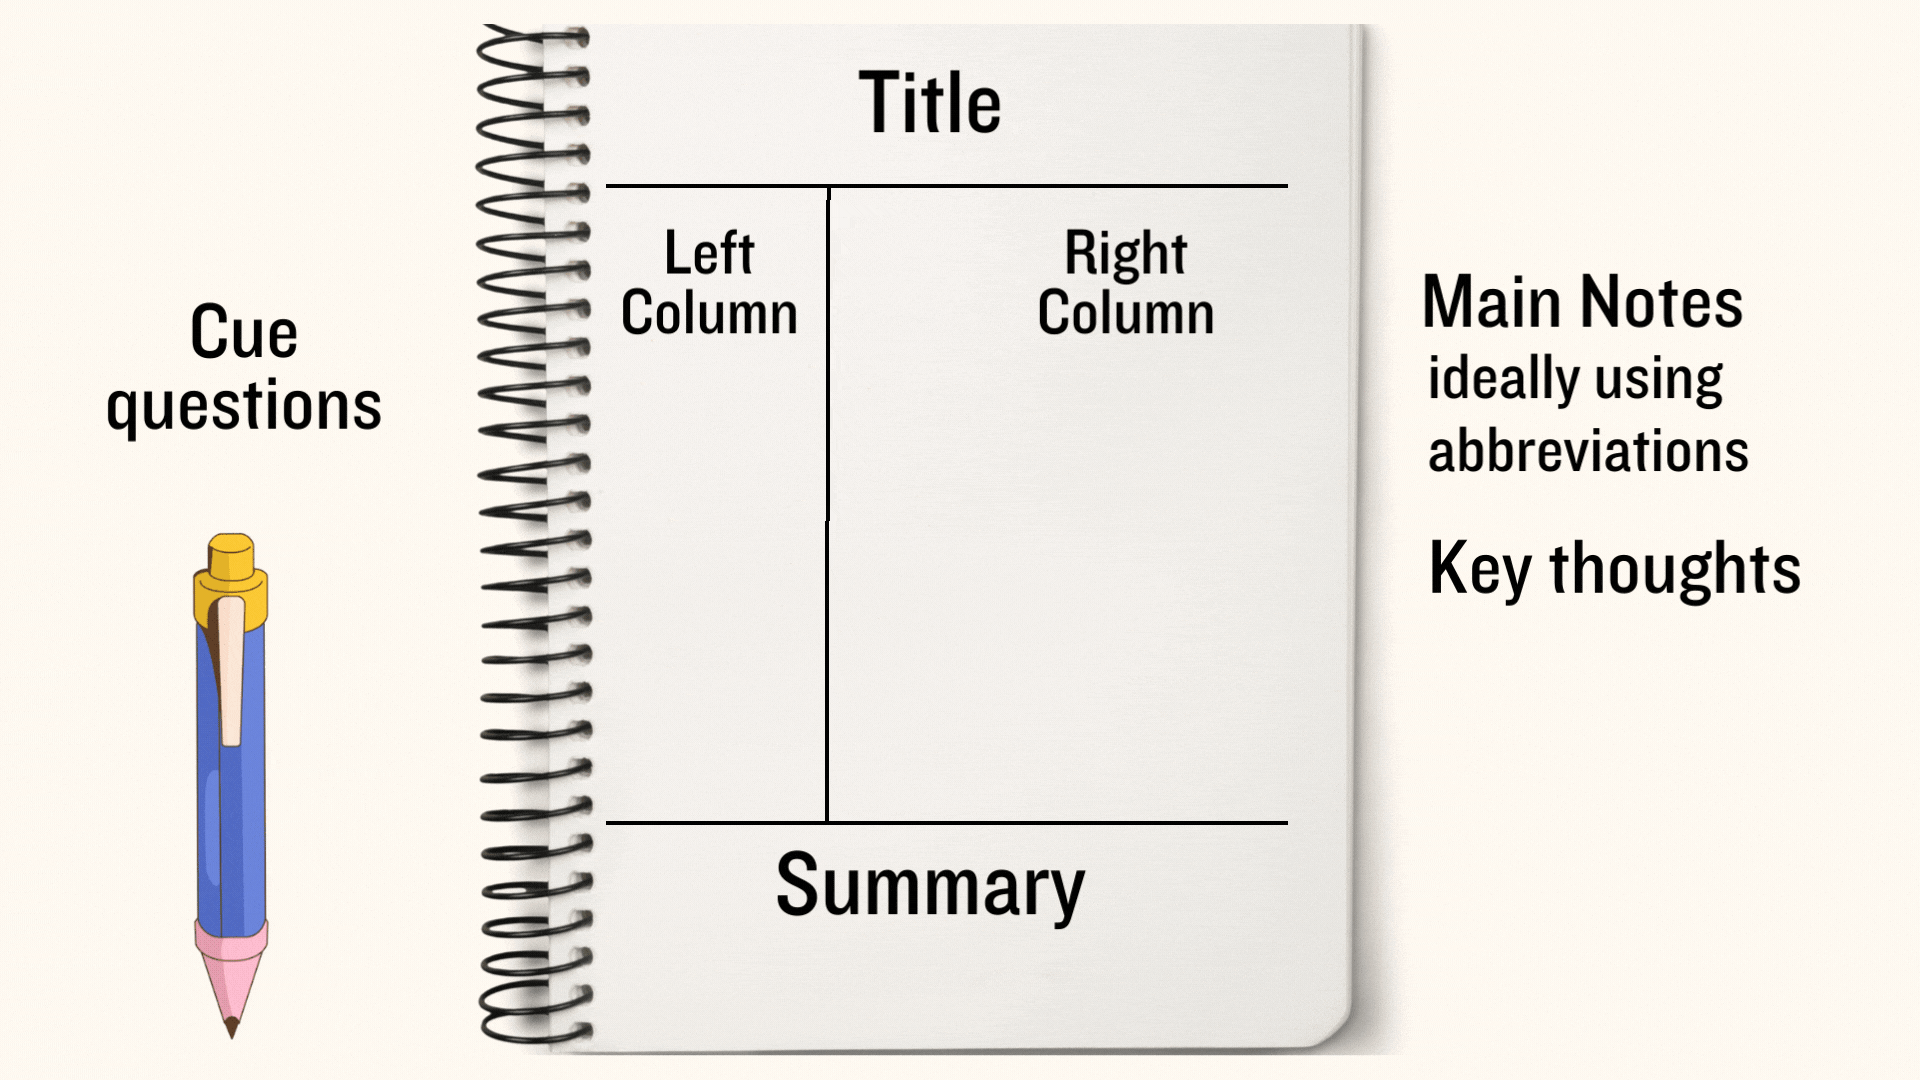 Title
Left
Column
Right
Column
Cue
questions
Main Notes
ideally using
abbreviations
Key thoughts
Summary